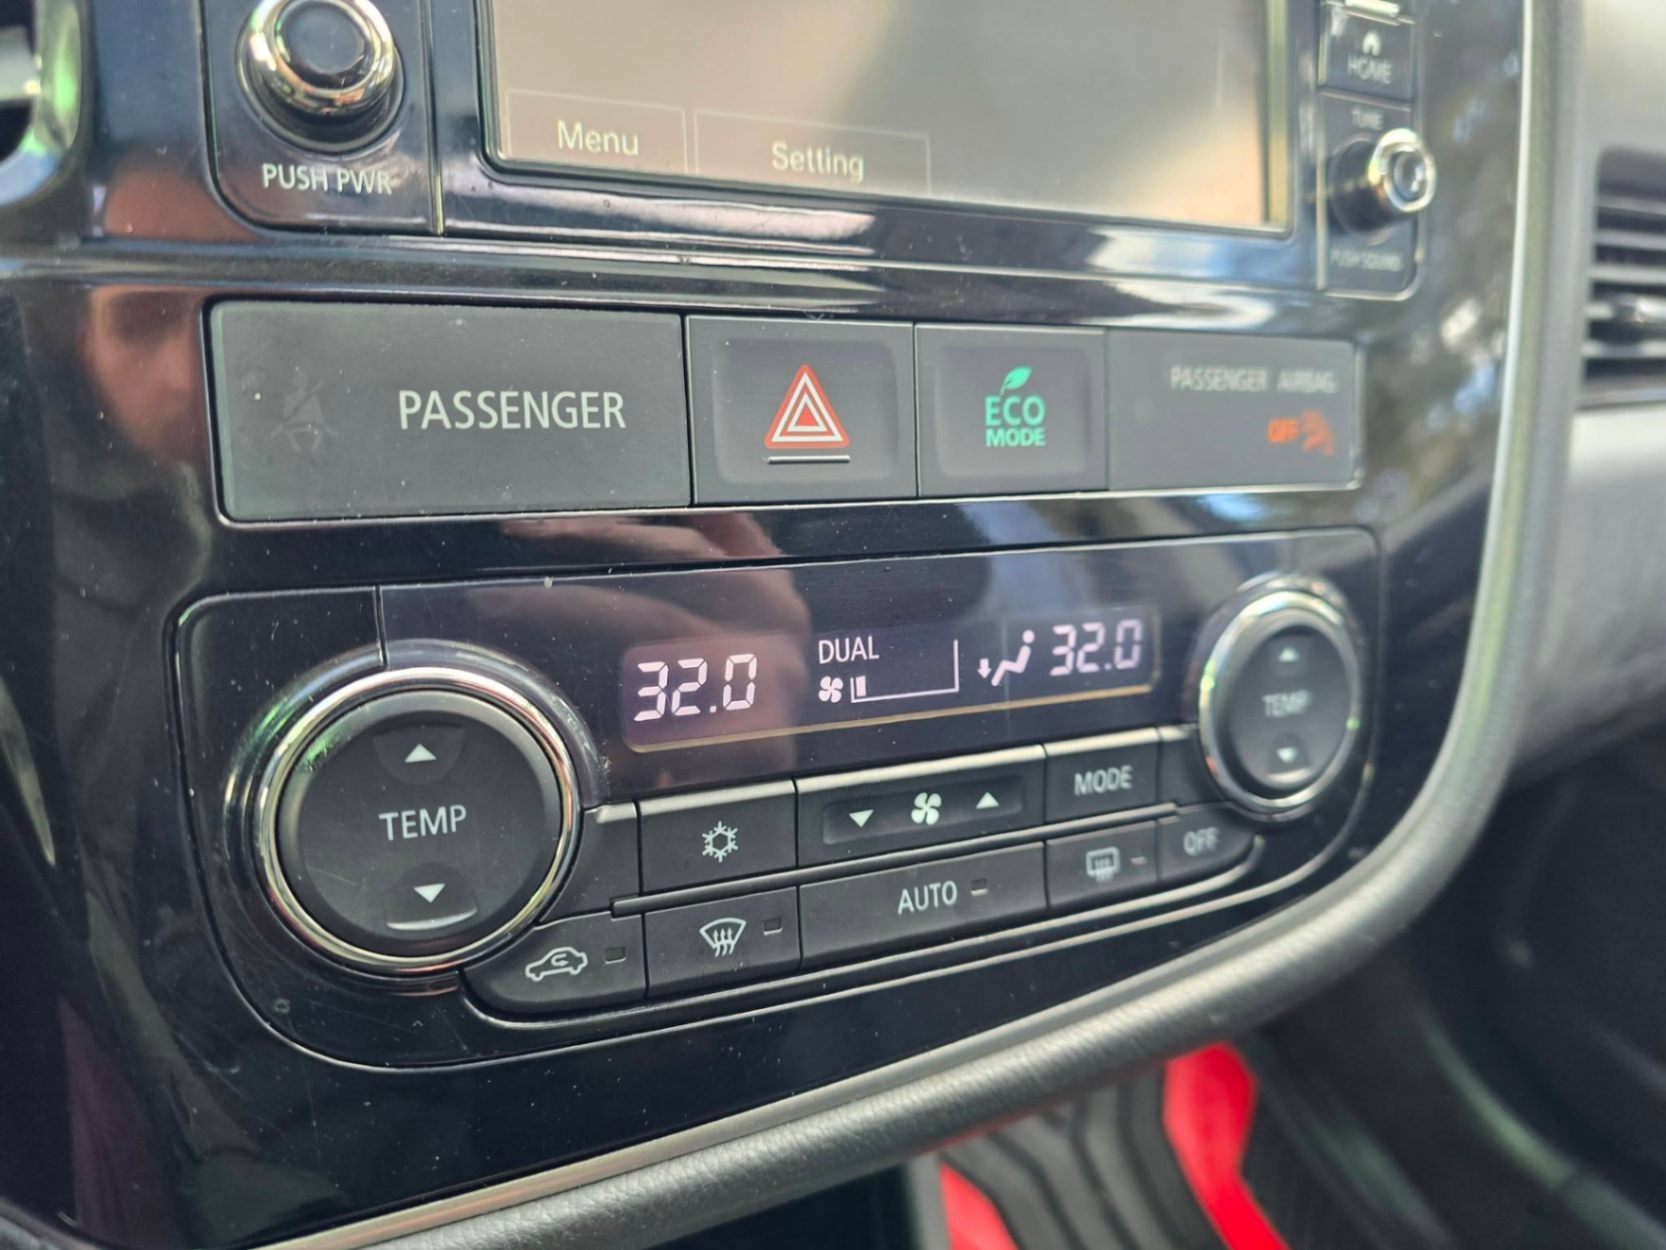 HOME
TUNE
Menu
Setting
PUSH PWR
PUSH SOUND
PASSENGER
ECO
MODE
PASSENGER AIRBAG
OFF
32.0
DUAL
32.0
TEMP
TEMP
MODE
AUTO
OFF